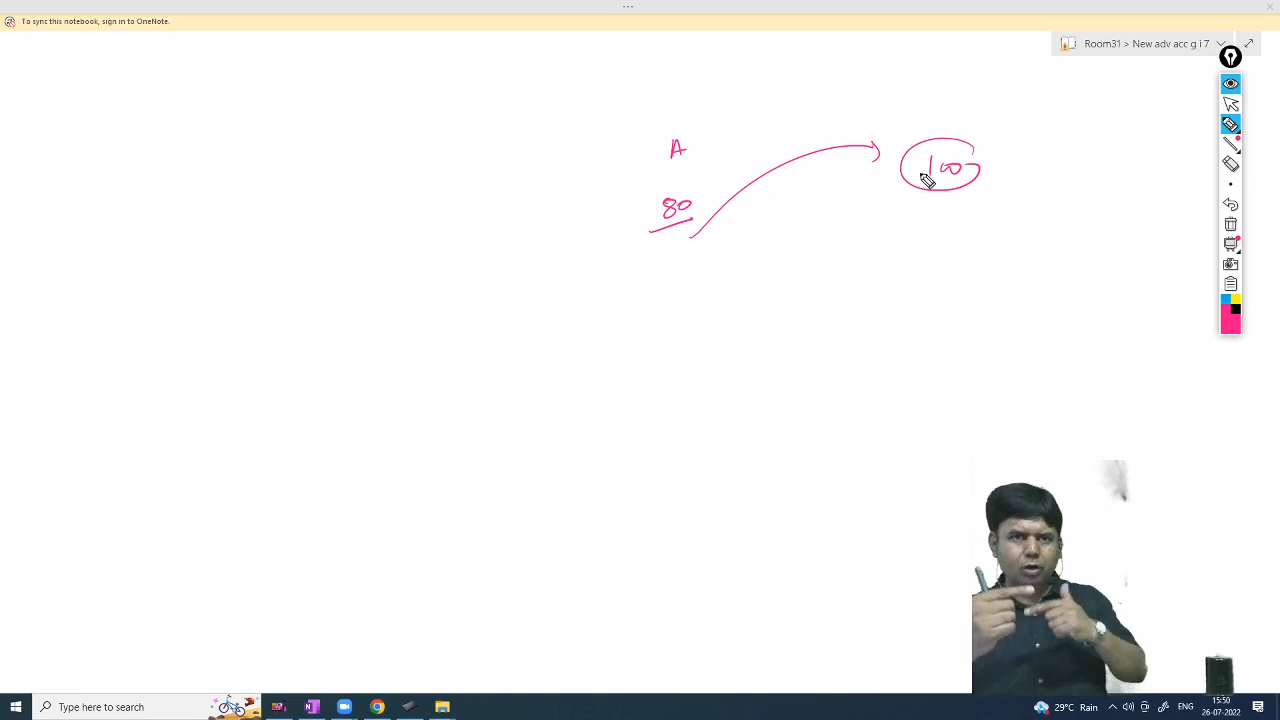 ...
To sync this notebook, sign in to OneNote.
Room31 > New adv acc g i 7
A
100
80
Type here to search
29°C Rain
ENG
15:50
26-07-2022